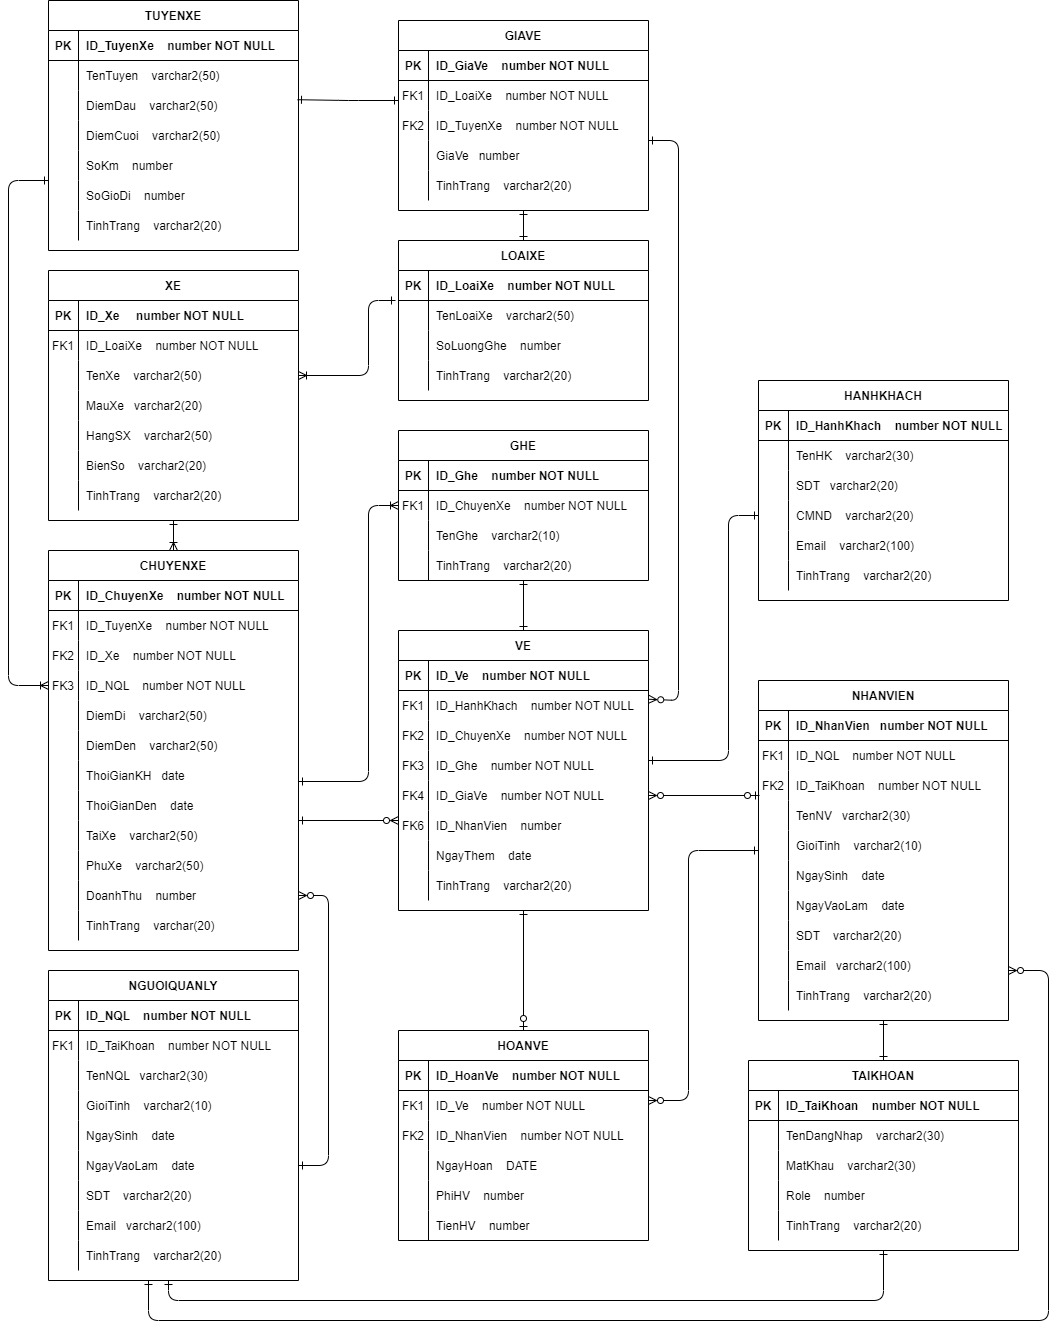 TUYENXE
PK ID_TuyenXe number NOT NULL
TenTuyen varchar2(50)
DiemDau varchar2(50)
DiemCuoi varchar2(50)
SoKm number
SoGioDi number
TinhTrang varchar2(20)
GIAVE
PK ID_GiaVe number NOT NULL
FK1 ID_LoaiXe number NOT NULL
FK2 ID_TuyenXe number NOT NULL
GiaVe number
TinhTrang varchar2(20)
XE
PK ID_Xe number NOT NULL
FK1 ID_LoaiXe number NOT NULL
TenXe varchar2(50)
MauXe varchar2(20)
HangSX varchar2(50)
BienSo varchar2(20)
TinhTrang varchar2(20)
LOAIXE
PK ID_LoaiXe number NOT NULL
TenLoaiXe varchar2(50)
SoLuongGhe number
TinhTrang varchar2(20)
GHE
PK ID_Ghe number NOT NULL
FK1 ID_ChuyenXe number NOT NULL
TenGhe varchar2(10)
TinhTrang varchar2(20)
HANHKHACH
PK ID_HanhKhach number NOT NULL
TenHK varchar2(30)
SDT varchar2(20)
CMND varchar2(20)
Email varchar2(100)
TinhTrang varchar2(20)
CHUYENXE
PK ID_ChuyenXe number NOT NULL
FK1 ID_TuyenXe number NOT NULL
FK2 ID_Xe number NOT NULL
FK3 ID_NQL number NOT NULL
DiemDi varchar2(50)
DiemDen varchar2(50)
ThoiGianKH date
ThoiGianDen date
TaiXe varchar2(50)
PhuXe varchar2(50)
DoanhThu number
TinhTrang varchar(20)
VE
PK ID_Ve number NOT NULL
FK1 ID_HanhKhach number NOT NULL
FK2 ID_ChuyenXe number NOT NULL
FK3 ID_Ghe number NOT NULL
FK4 ID_GiaVe number NOT NULL
FK6 ID_NhanVien number
NgayThem date
TinhTrang varchar2(20)
NHANVIEN
PK ID_NhanVien number NOT NULL
FK1 ID_NQL number NOT NULL
FK2 ID_TaiKhoan number NOT NULL
TenNV varchar2(30)
GioiTinh varchar2(10)
NgaySinh date
NgayVaoLam date
SDT varchar2(20)
Email varchar2(100)
TinhTrang varchar2(20)
NGUOIQUANLY
PK ID_NQL number NOT NULL
FK1 ID_TaiKhoan number NOT NULL
TenNQL varchar2(30)
GioiTinh varchar2(10)
NgaySinh date
NgayVaoLam date
SDT varchar2(20)
Email varchar2(100)
TinhTrang varchar2(20)
HOANVE
PK ID_HoanVe number NOT NULL
FK1 ID_Ve number NOT NULL
FK2 ID_NhanVien number NOT NULL
NgayHoan DATE
PhiHV number
TienHV number
TAIKHOAN
PK ID_TaiKhoan number NOT NULL
TenDangNhap varchar2(30)
MatKhau varchar2(30)
Role number
TinhTrang varchar2(20)